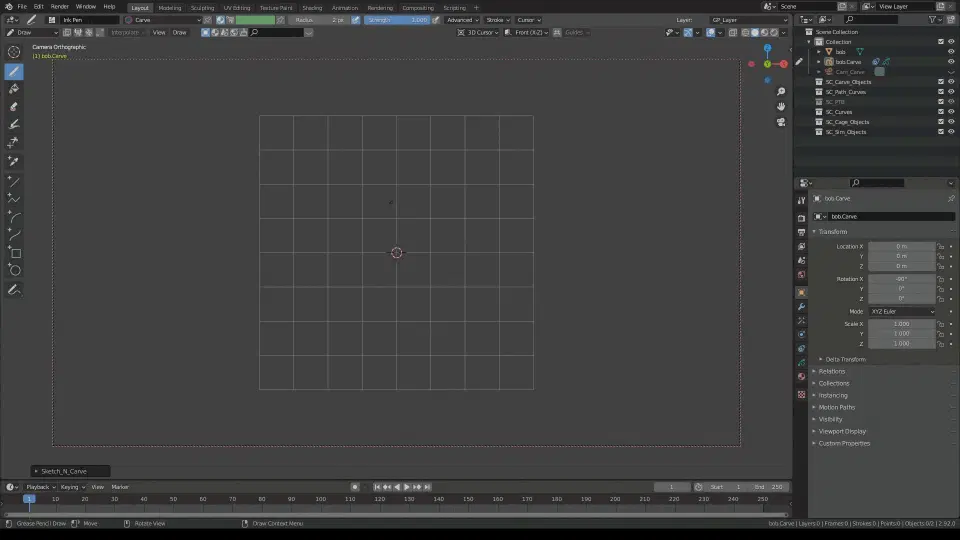 File Edit Render Window Help Layout Modeling Sculpting UV Editing Texture Paint Shading Animation Rendering Compositing Scripting Scene View Layer
Ink Pen Carve Radius 2 px Strength 1.000 Advanced Stroke Cursor Layer: GP_Layer
Draw Interpolate View Draw 3D Cursor Front (X-Z) Guides
Camera Orthographic
(1) bob.Carve
Scene Collection
Collection
bob
bob.Carve
Cam_Carve
SC_Carve_Objects
SC_Path_Curves
SC_PTB
SC_Curves
SC_Cage_Objects
SC_Sim_Objects
bob.Carve
bob.Carve
Transform
Location X 0 m
Y 0 m
Z 0 m
Rotation X -90°
Y 0°
Z 0°
Mode XYZ Euler
Scale X 1.000
Y 1.000
Z 1.000
Delta Transform
Relations
Collections
Instancing
Motion Paths
Visibility
Viewport Display
Custom Properties
Sketch_N_Carve
Playback Keying View Marker 1 Start 1 End 250
1 10 20 30 40 50 60 70 80 90 100 110 120 130 140 150 160 170 180 190 200 210 220 230 240 250
Grease Pencil Draw Move Rotate View Draw Context Menu bob.Carve | Layers:0 | Frames:0 | Strokes:0 | Points:0 | Objects:0/2 | 2.92.0